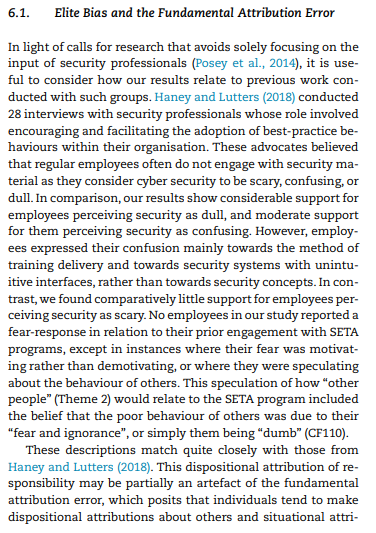 6.1. Elite Bias and the Fundamental Attribution Error
In light of calls for research that avoids solely focusing on the
input of security professionals (Posey et al., 2014), it is use-
ful to consider how our results relate to previous work con-
ducted with such groups. Haney and Lutters (2018) conducted
28 interviews with security professionals whose role involved
encouraging and facilitating the adoption of best-practice be-
haviours within their organisation. These advocates believed
that regular employees often do not engage with security ma-
terial as they consider cyber security to be scary, confusing, or
dull. In comparison, our results show considerable support for
employees perceiving security as dull, and moderate support
for them perceiving security as confusing. However, employ-
ees expressed their confusion mainly towards the method of
training delivery and towards security systems with unintu-
itive interfaces, rather than towards security concepts. In con-
trast, we found comparatively little support for employees per-
ceiving security as scary. No employees in our study reported a
fear-response in relation to their prior engagement with SETA
programs, except in instances where their fear was motivat-
ing rather than demotivating, or where they were speculating
about the behaviour of others. This speculation of how “other
people” (Theme 2) would relate to the SETA program included
the belief that the poor behaviour of others was due to their
“fear and ignorance”, or simply them being “dumb” (CF110).
These descriptions match quite closely with those from
Haney and Lutters (2018). This dispositional attribution of re-
sponsibility may be partially an artefact of the fundamental
attribution error, which posits that individuals tend to make
dispositional attributions about others and situational attri-